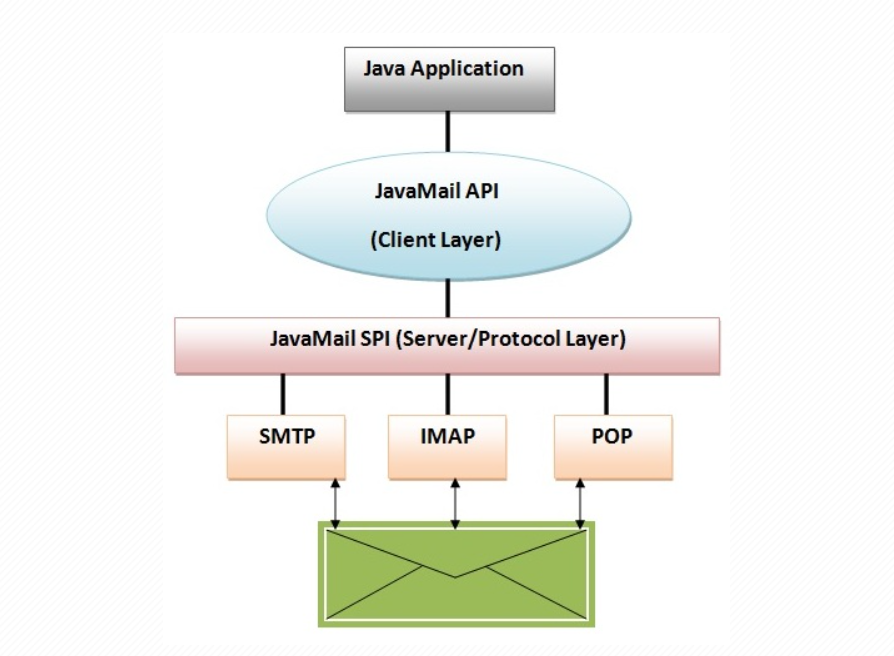 Java Application
JavaMail API
(Client Layer)
JavaMail SPI (Server/Protocol Layer)
SMTP
IMAP
POP